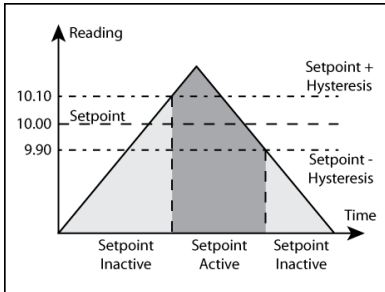 Reading
Setpoint +
Hysteresis
10.10
Setpoint
10.00
9.90
Setpoint -
Hysteresis
Time
Setpoint
Inactive
Setpoint
Active
Setpoint
Inactive